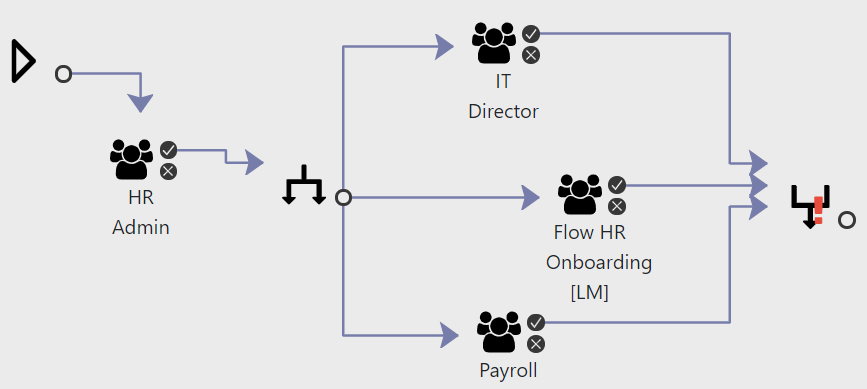 HR
Admin
IT
Director
Flow HR
Onboarding
[LM]
Payroll